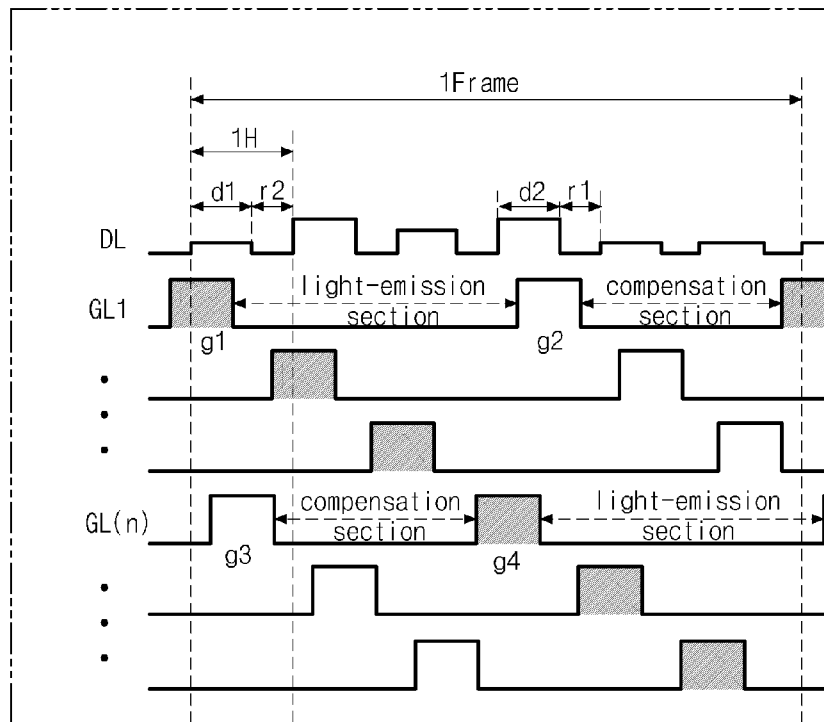 1Frame
1H
d1 r2 d2 r1
DL
light-emission section compensation section
GL1
g1 g2
compensation section light-emission section
GL(n)
g3 g4